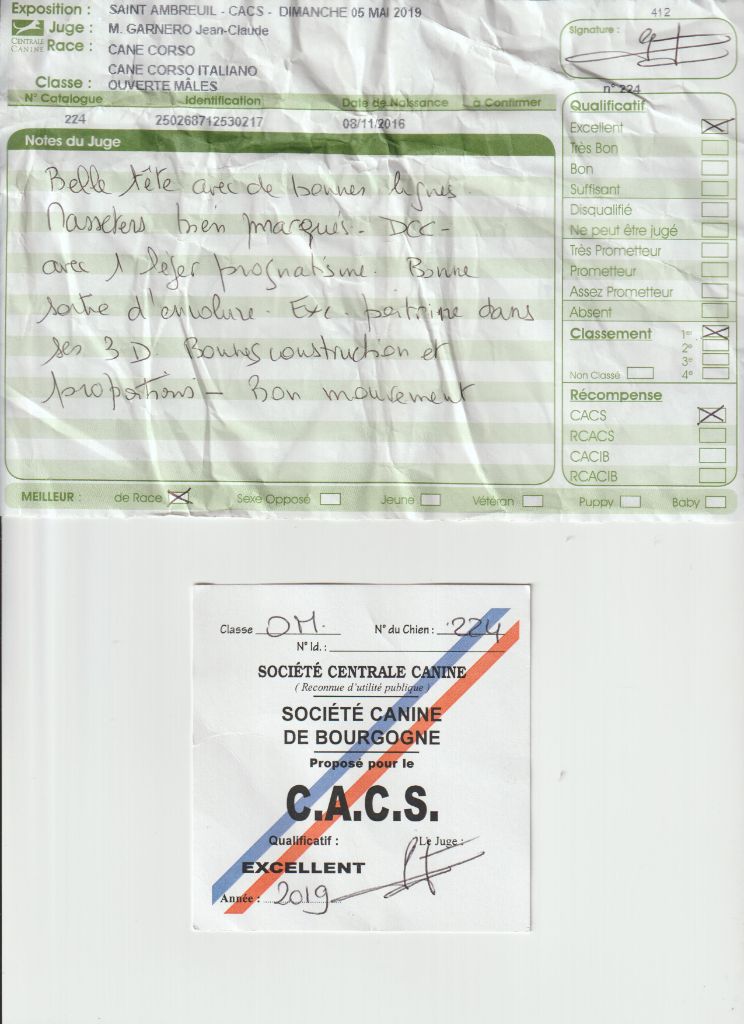 Exposition : SAINT AMBREUIL - CACS - DIMANCHE 05 MAI 2019
412
CENTRALE CANINE
Juge : M. GARNERO Jean-Claude
Signature :
Race : CANE CORSO
CANE CORSO ITALIANO
Classe : OUVERTE MÂLES
n° 224
N° Catalogue Identification Date de Naissance à Confirmer
224 250268712530217 08/11/2016
Notes du Juge
Belle tête avec de bonnes lignes.
Masseters bien marqués - DCC -
avec 1 léger prognatisme. Bonne
sortie d'encolure. Exc. poitrine dans
ses 3 D. Bonnes construction et
proportions - Bon mouvement
Qualificatif
Excellent
Très Bon
Bon
Suffisant
Disqualifié
Ne peut être jugé
Très Prometteur
Prometteur
Assez Prometteur
Absent
Classement 1er
2e
3e
Non Classé 4e
Récompense
CACS
RCACS
CACIB
RCACIB
MEILLEUR : de Race Sexe Opposé Jeune Vétéran Puppy Baby
Classe OM. N° du Chien : 224
N° Id. :
SOCIÉTÉ CENTRALE CANINE
( Reconnue d'utilité publique )
SOCIÉTÉ CANINE
DE BOURGOGNE
Proposé pour le
C.A.C.S.
Qualificatif : Le Juge :
EXCELLENT
Année : 2019